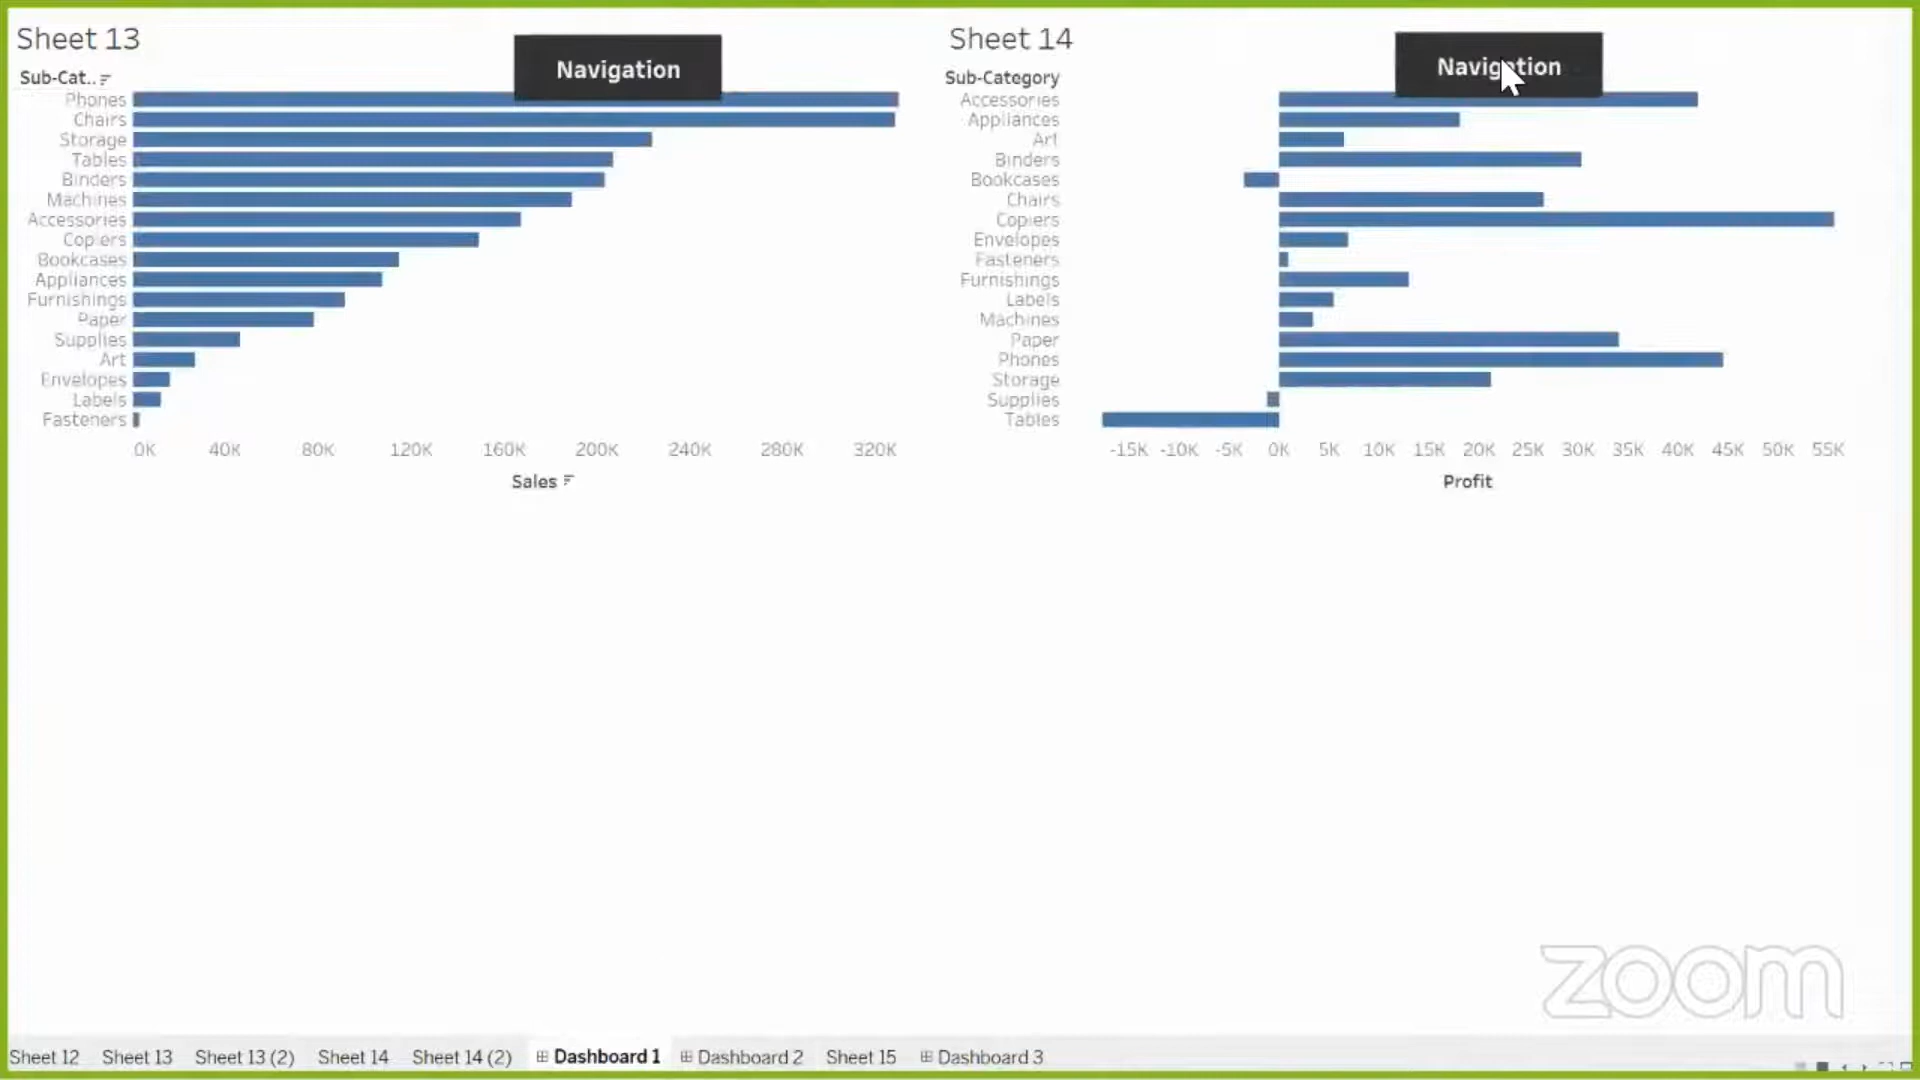 Sheet 13
Navigation
Sub-Cat..
Phones
Chairs
Storage
Tables
Binders
Machines
Accessories
Copiers
Bookcases
Appliances
Furnishings
Paper
Supplies
Art
Envelopes
Labels
Fasteners
0K 40K 80K 120K 160K 200K 240K 280K 320K
Sales
Sheet 14
Navigation
Sub-Category
Accessories
Appliances
Art
Binders
Bookcases
Chairs
Copiers
Envelopes
Fasteners
Furnishings
Labels
Machines
Paper
Phones
Storage
Supplies
Tables
-15K -10K -5K 0K 5K 10K 15K 20K 25K 30K 35K 40K 45K 50K 55K
Profit
zoom
Sheet 12 Sheet 13 Sheet 13 (2) Sheet 14 Sheet 14 (2) Dashboard 1 Dashboard 2 Sheet 15 Dashboard 3